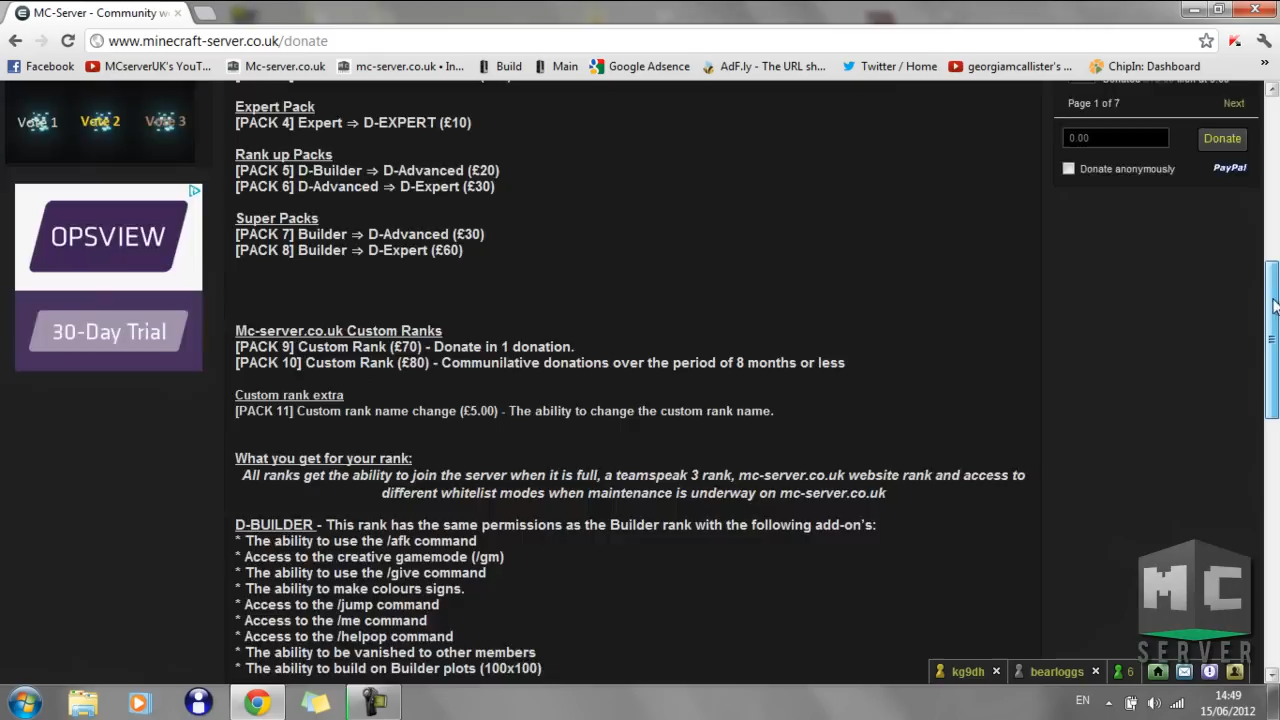 MC-Server - Community w
www.minecraft-server.co.uk/donate
Facebook
MCserverUK's YouT...
Mc-server.co.uk
mc-server.co.uk • In...
Build
Main
Google Adsence
AdF.ly - The URL sh...
Twitter / Home
georgiamcallister's ...
ChipIn: Dashboard
»
Vote 1
Vote 2
Vote 3
OPSVIEW
30-Day Trial
Expert Pack
[PACK 4] Expert ⇒ D-EXPERT (£10)
Rank up Packs
[PACK 5] D-Builder ⇒ D-Advanced (£20)
[PACK 6] D-Advanced ⇒ D-Expert (£30)
Super Packs
[PACK 7] Builder ⇒ D-Advanced (£30)
[PACK 8] Builder ⇒ D-Expert (£60)
Mc-server.co.uk Custom Ranks
[PACK 9] Custom Rank (£70) - Donate in 1 donation.
[PACK 10] Custom Rank (£80) - Communilative donations over the period of 8 months or less
Custom rank extra
[PACK 11] Custom rank name change (£5.00) - The ability to change the custom rank name.
What you get for your rank:
All ranks get the ability to join the server when it is full, a teamspeak 3 rank, mc-server.co.uk website rank and access to
different whitelist modes when maintenance is underway on mc-server.co.uk
D-BUILDER - This rank has the same permissions as the Builder rank with the following add-on's:
* The ability to use the /afk command
* Access to the creative gamemode (/gm)
* The ability to use the /give command
* The ability to make colours signs.
* Access to the /jump command
* Access to the /me command
* Access to the /helpop command
* The ability to be vanished to other members
* The ability to build on Builder plots (100x100)
Page 1 of 7
Next
0.00
Donate
Donate anonymously
PayPal
MC
SERVER
kg9dh
bearloggs
6
EN
14:49
15/06/2012